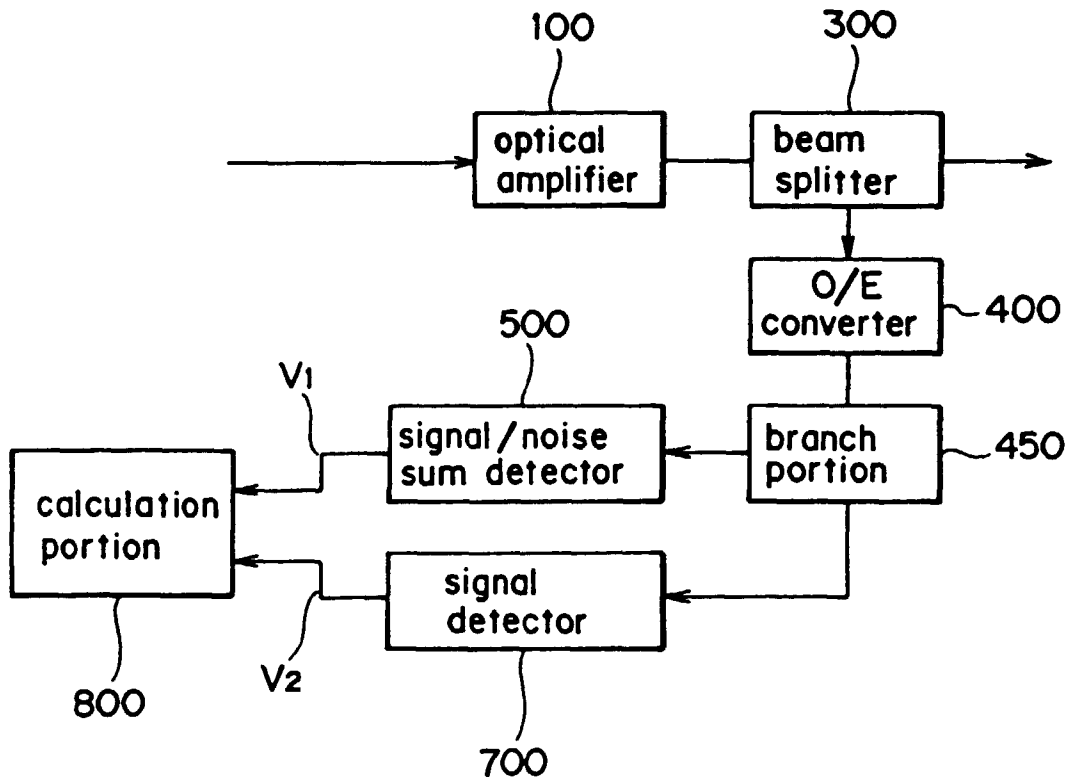 100
300
optical
amplifier
beam
splitter
O/E
converter
400
500
V1
signal/noise
sum detector
branch
portion
450
calculation
portion
signal
detector
V2
800
700